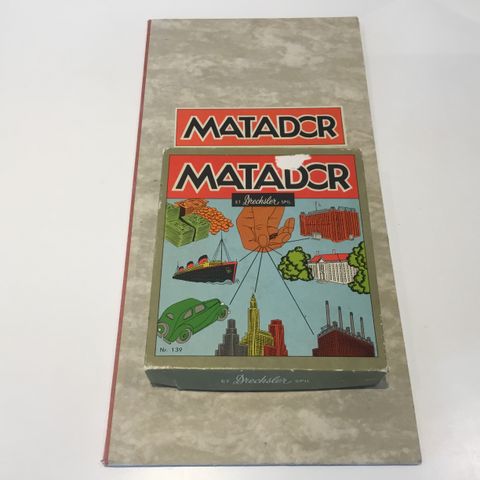 MATADOR
MATADOR
ET Drechsler SPIL
Nr. 139
ET Drechsler SPIL